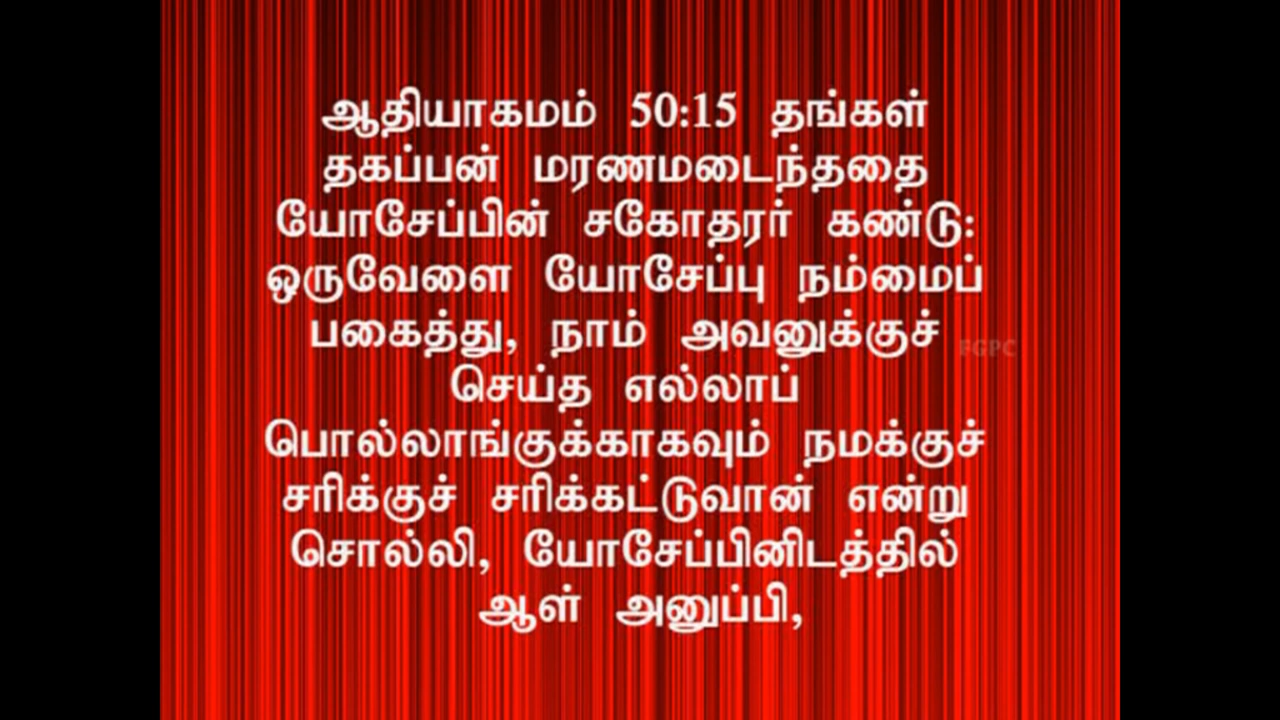 ஆதியாகமம் 50:15 தங்கள்
தகப்பன் மரணமடைந்ததை
யோசேப்பின் சகோதரர் கண்டு:
ஒருவேளை யோசேப்பு நம்மைப்
பகைத்து, நாம் அவனுக்குச்
FGPC
செய்த எல்லாப்
பொல்லாங்குக்காகவும் நமக்குச்
சரிக்குச் சரிக்கட்டுவான் என்று
சொல்லி, யோசேப்பினிடத்தில்
ஆள் அனுப்பி,